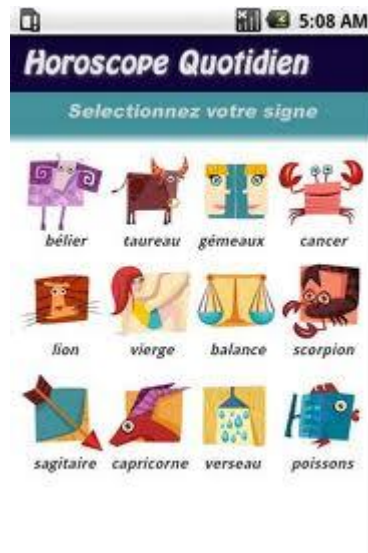 5:08 AM
Horoscope Quotidien
Selectionnez votre signe
bélier taureau gémeaux cancer
lion vierge balance scorpion
sagitaire capricorne verseau poissons